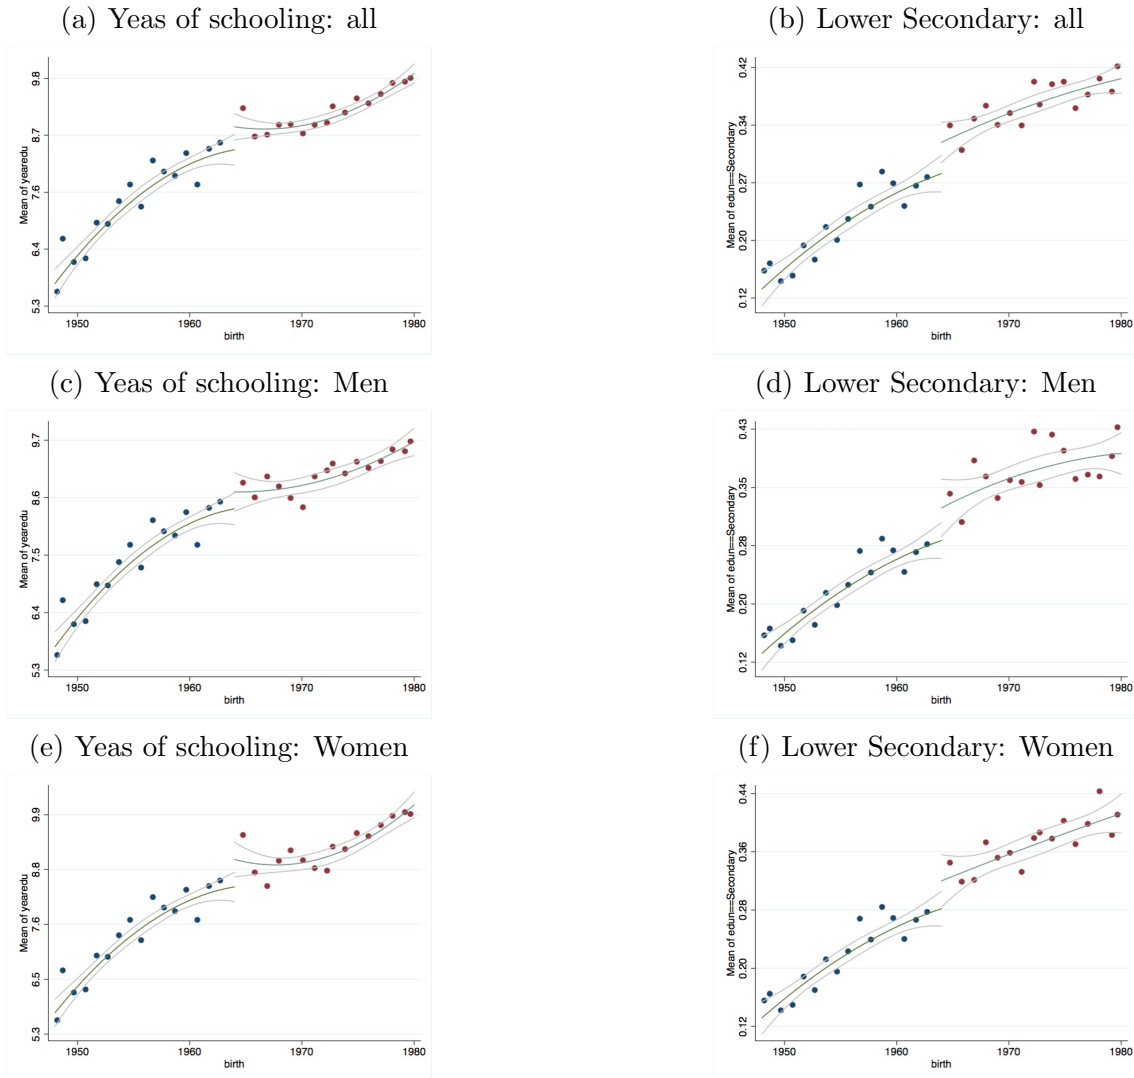 (a) Yeas of schooling: all
(b) Lower Secondary: all
Mean of yearedu
9.8
8.7
7.6
6.4
5.3
1950 1960 1970 1980
birth
Mean of edun==Secondary
0.42
0.34
0.27
0.20
0.12
1950 1960 1970 1980
birth
(c) Yeas of schooling: Men
(d) Lower Secondary: Men
Mean of yearedu
9.7
8.6
7.5
6.4
5.3
1950 1960 1970 1980
birth
Mean of edun==Secondary
0.43
0.35
0.28
0.20
0.12
1950 1960 1970 1980
birth
(e) Yeas of schooling: Women
(f) Lower Secondary: Women
Mean of yearedu
9.9
8.8
7.6
6.5
5.3
1950 1960 1970 1980
birth
Mean of edun==Secondary
0.44
0.36
0.28
0.20
0.12
1950 1960 1970 1980
birth